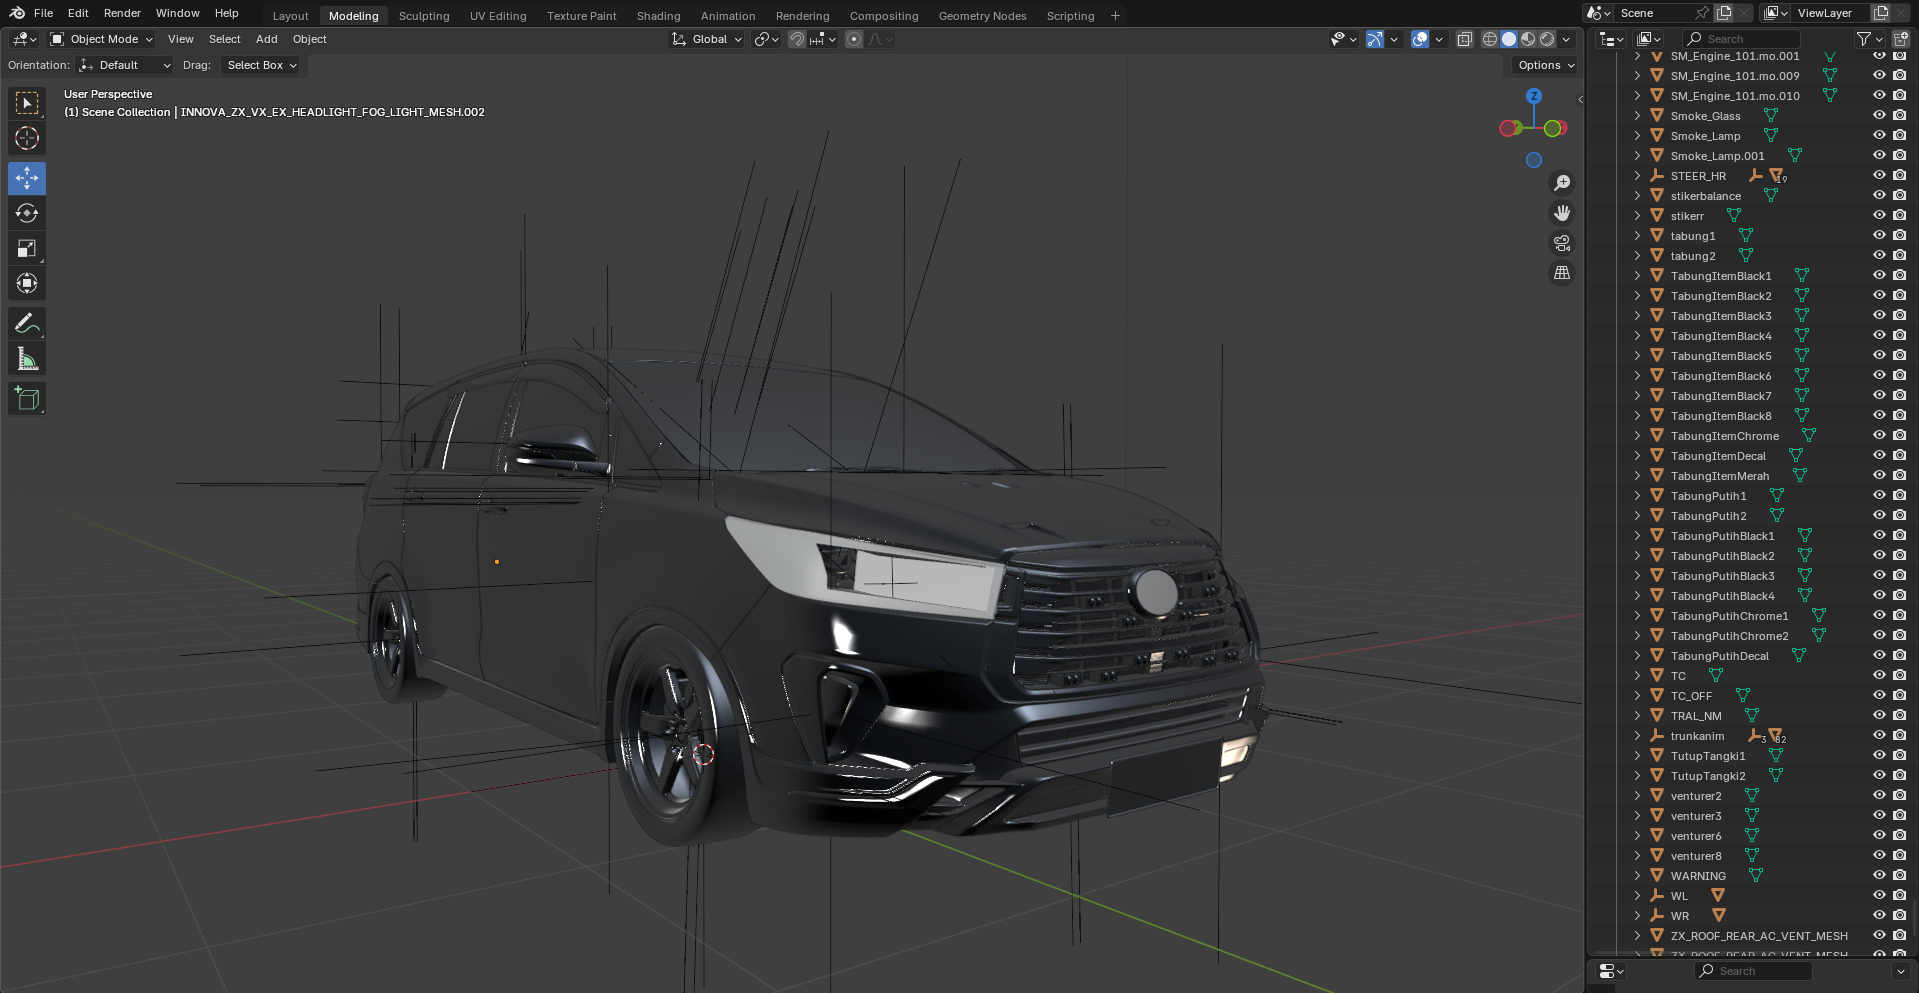 File Edit Render Window Help Layout Modeling Sculpting UV Editing Texture Paint Shading Animation Rendering Compositing Geometry Nodes Scripting + Scene ViewLayer
Object Mode View Select Add Object Global Search
Orientation: Default Drag: Select Box Options
User Perspective
(1) Scene Collection | INNOVA_ZX_VX_EX_HEADLIGHT_FOG_LIGHT_MESH.002
Z
SM_Engine_101.mo.001
SM_Engine_101.mo.009
SM_Engine_101.mo.010
Smoke_Glass
Smoke_Lamp
Smoke_Lamp.001
STEER_HR 19
stikerbalance
stikerr
tabung1
tabung2
TabungItemBlack1
TabungItemBlack2
TabungItemBlack3
TabungItemBlack4
TabungItemBlack5
TabungItemBlack6
TabungItemBlack7
TabungItemBlack8
TabungItemChrome
TabungItemDecal
TabungItemMerah
TabungPutih1
TabungPutih2
TabungPutihBlack1
TabungPutihBlack2
TabungPutihBlack3
TabungPutihBlack4
TabungPutihChrome1
TabungPutihChrome2
TabungPutihDecal
TC
TC_OFF
TRAL_NM
trunkanim 3 82
TutupTangki1
TutupTangki2
venturer2
venturer3
venturer6
venturer8
WARNING
WL
WR
ZX_ROOF_REAR_AC_VENT_MESH
ZX_ROOF_REAR_AC_VENT_MESH
Search